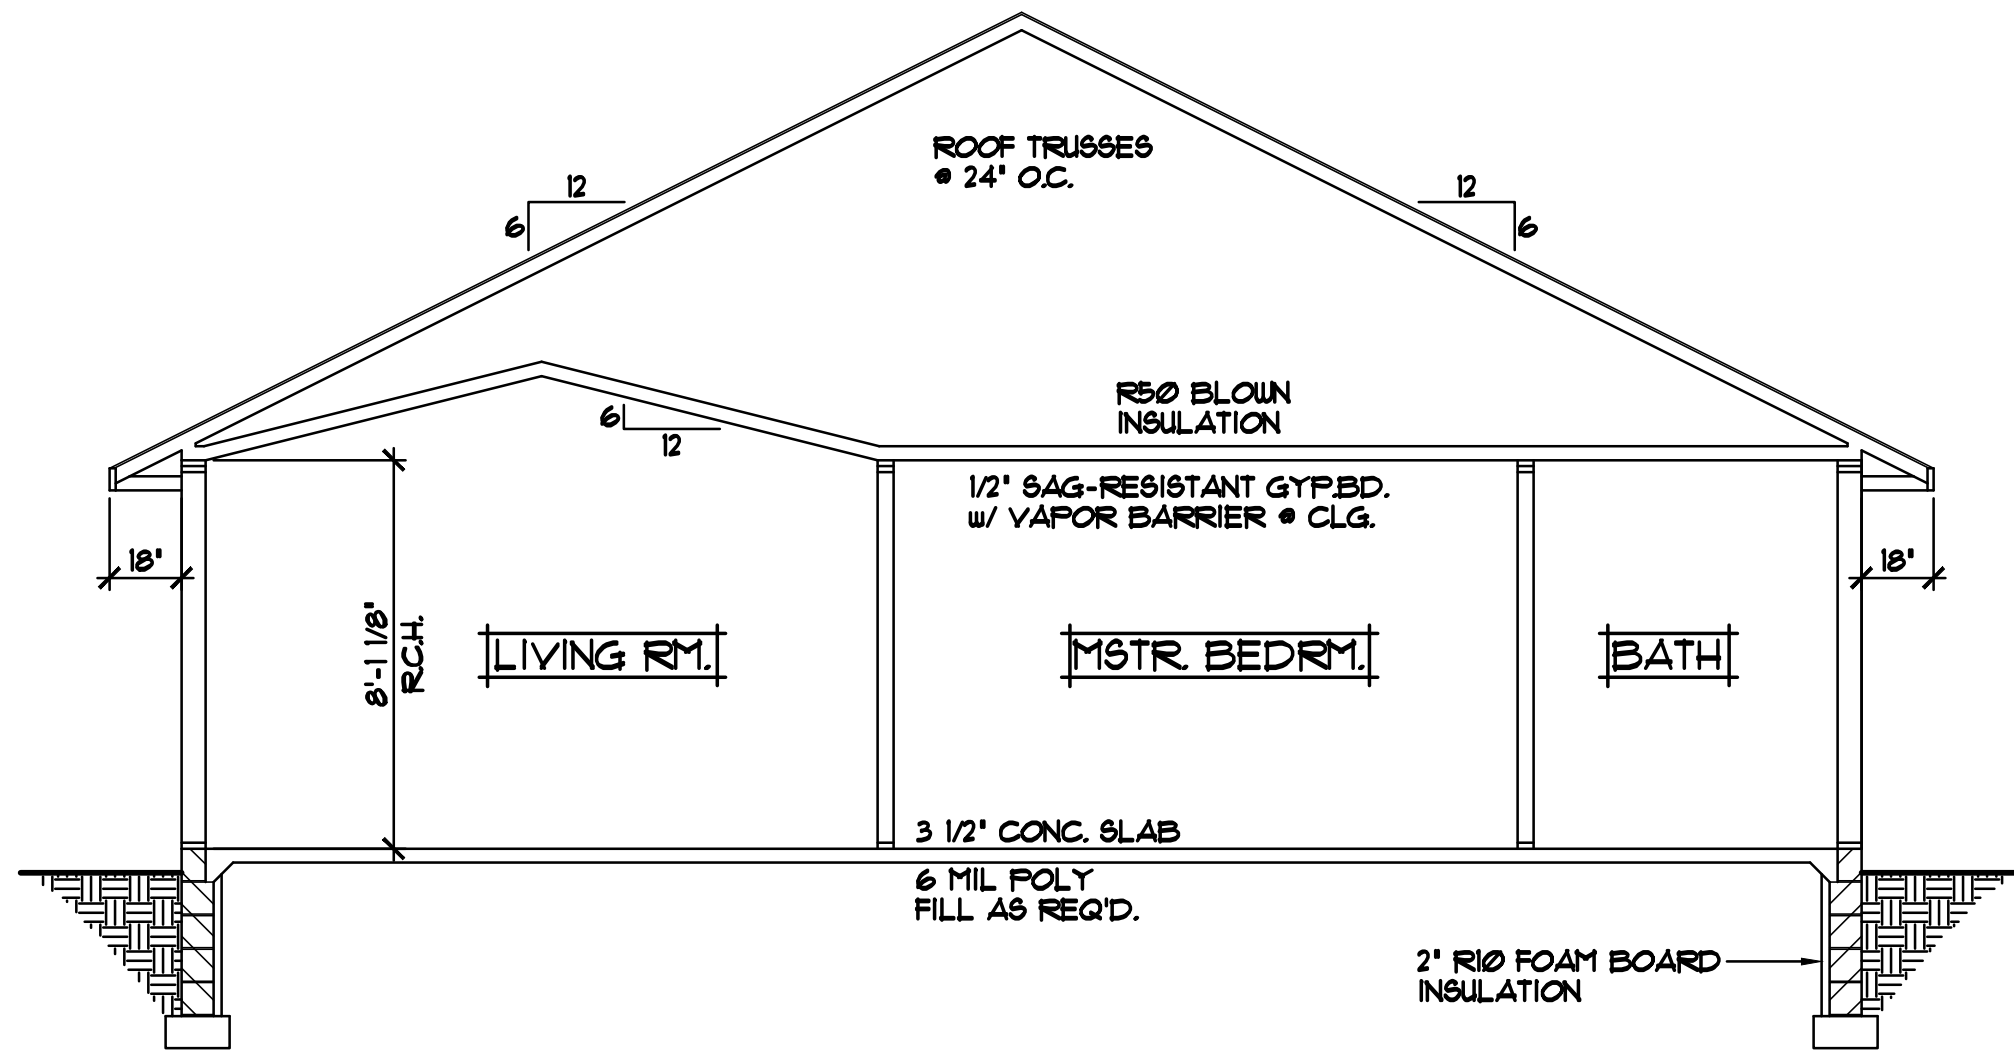 ROOF TRUSSES
@ 24" O.C.
12
6
12
6
R50 BLOWN
INSULATION
6
12
1/2" SAG-RESISTANT GYP.BD.
w/ VAPOR BARRIER @ CLG.
18"
18"
8'-1 1/8"
R.C.H.
LIVING RM.
MSTR. BEDRM.
BATH
3 1/2" CONC. SLAB
6 MIL POLY
FILL AS REQ'D.
2" R10 FOAM BOARD
INSULATION